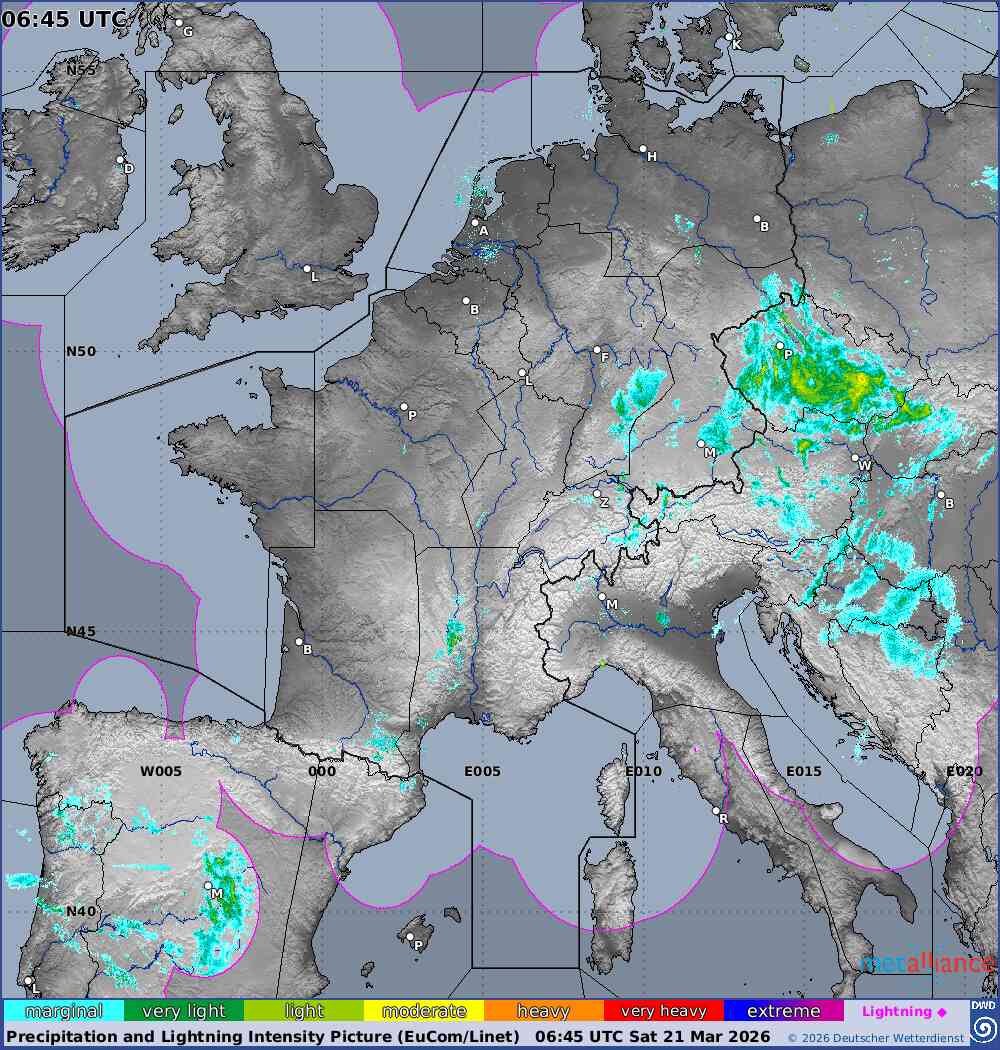 06:45 UTC
G
K
N55
D
H
A
B
L
B
N50
P
F
L
P
M
W
Z
B
M
N45
B
W005
000
E005
E010
E015
E020
R
M
N40
P
L
metalliance
marginal
very light
light
moderate
heavy
very heavy
extreme
Lightning ◆
DWD
Precipitation and Lightning Intensity Picture (EuCom/Linet) 06:45 UTC Sat 21 Mar 2026 © 2026 Deutscher Wetterdienst